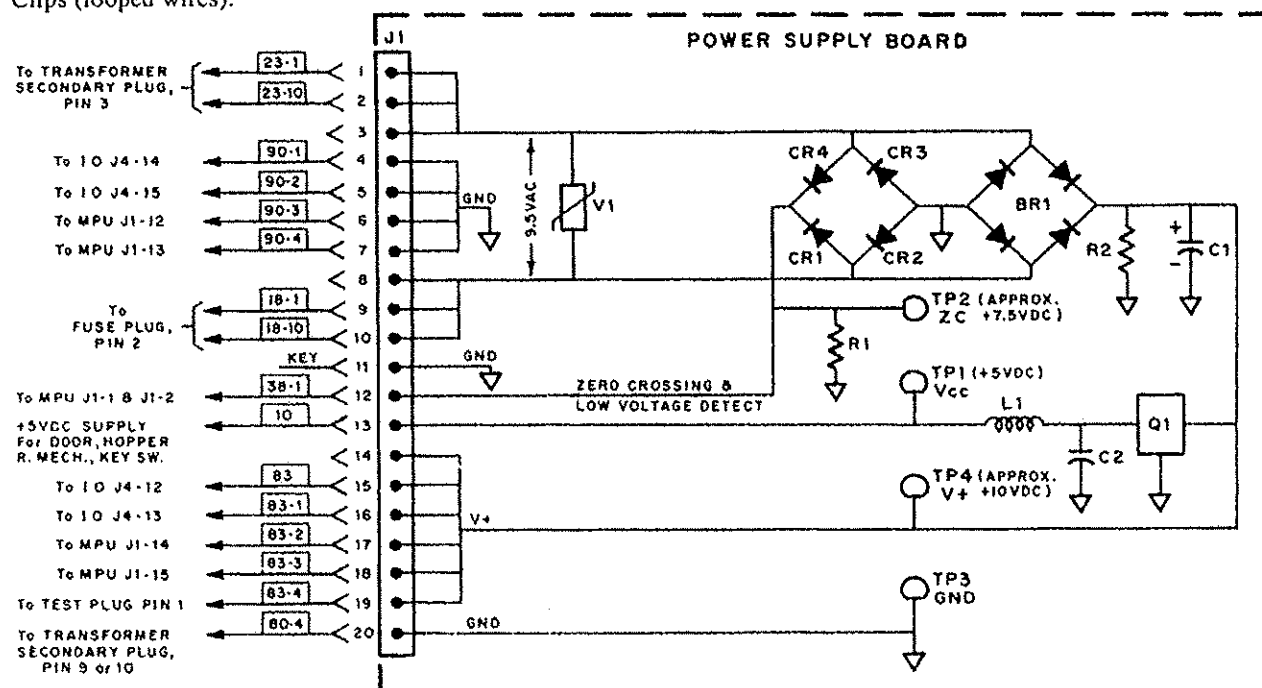 Clips (looped wires).
POWER SUPPLY BOARD
J1
To TRANSFORMER
SECONDARY PLUG,
PIN 3
23-1
1
23-10
2
3
To IO J4-14
90-1
4
To IO J4-15
90-2
5
To MPU J1-12
90-3
6
To MPU J1-13
90-4
7
GND
8
To
FUSE PLUG,
PIN 2
18-1
9
18-10
10
KEY
11
GND
To MPU J1-1 & J1-2
38-1
12
ZERO CROSSING &
LOW VOLTAGE DETECT
+5VDC SUPPLY
For DOOR, HOPPER
R. MECH., KEY SW.
10
13
14
To IO J4-12
83
15
To IO J4-13
83-1
16
To MPU J1-14
83-2
17
To MPU J1-15
83-3
18
To TEST PLUG PIN 1
83-4
19
V+
To TRANSFORMER
SECONDARY PLUG,
PIN 9 or 10
80-4
20
GND
9.5VAC
V1
CR4
CR3
CR1
CR2
BR1
R2
+
-
C1
TP2 (APPROX.
ZC +7.5VDC)
R1
TP1 (+5VDC)
Vcc
L1
Q1
C2
TP4 (APPROX.
V+ +10VDC)
TP3
GND